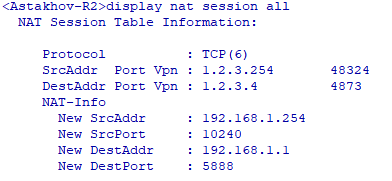 <Astakhov-R2>display nat session all
NAT Session Table Information:
Protocol : TCP(6)
SrcAddr Port Vpn : 1.2.3.254 48324
DestAddr Port Vpn : 1.2.3.4 4873
NAT-Info
New SrcAddr : 192.168.1.254
New SrcPort : 10240
New DestAddr : 192.168.1.1
New DestPort : 5888